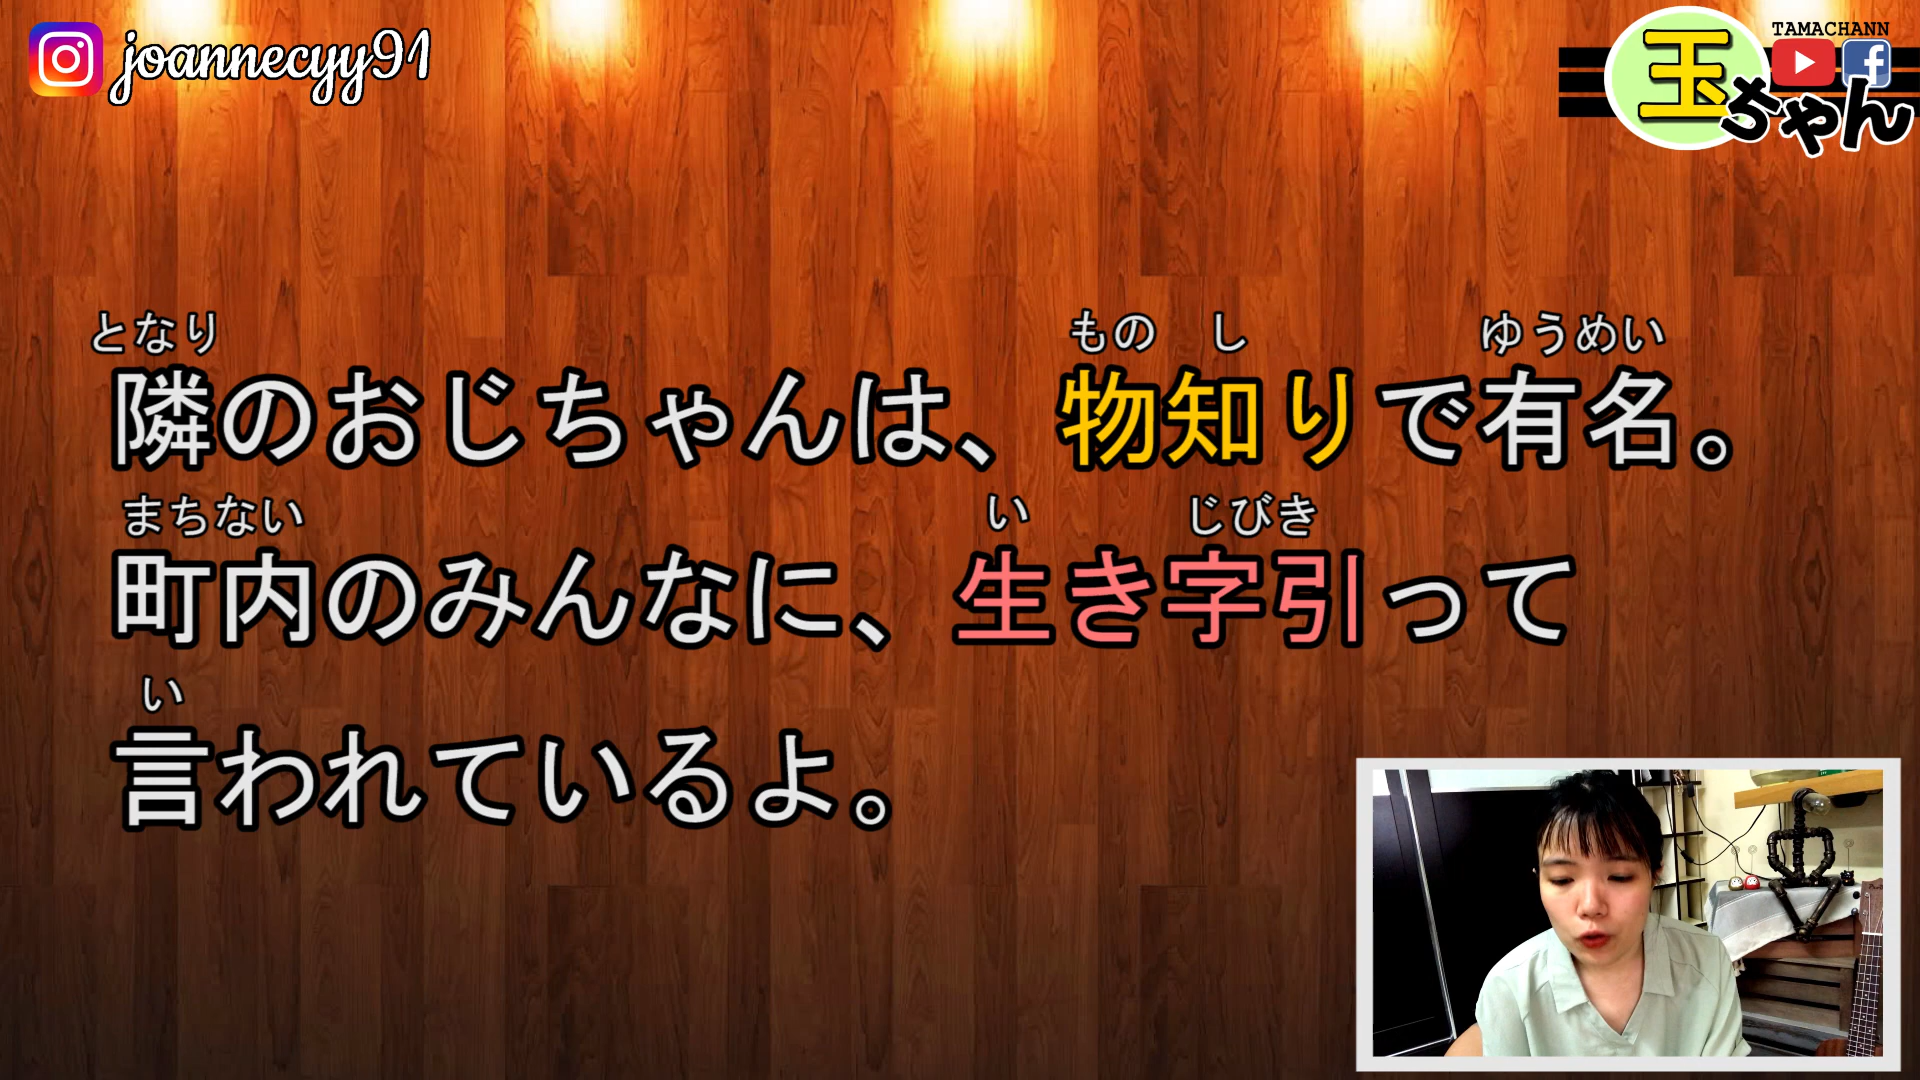 joannecyy91
TAMACHANN
玉ちゃん
となり もの し ゆうめい
隣のおじちゃんは、物知りで有名。
まちない い じびき
町内のみんなに、生き字引って
い
言われているよ。